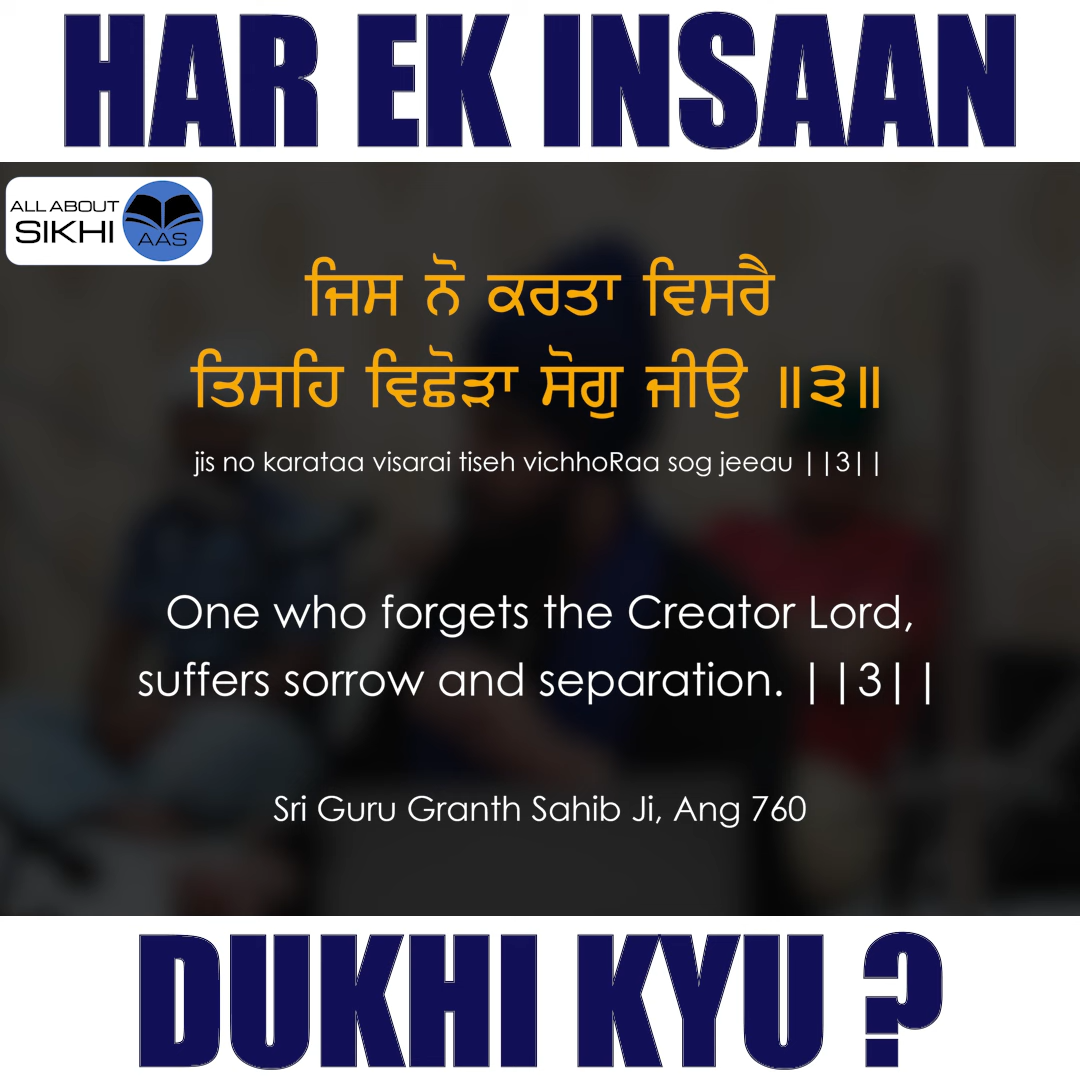 HAR EK INSAAN
ALL ABOUT
SIKHI
AAS
ਜਿਸ ਨੋ ਕਰਤਾ ਵਿਸਰੈ
ਤਿਸਹਿ ਵਿਛੋੜਾ ਸੋਗੁ ਜੀਉ ॥੩॥
jis no karataa visarai tiseh vichhoRaa sog jeeau ||3||
One who forgets the Creator Lord,
suffers sorrow and separation. ||3||
Sri Guru Granth Sahib Ji, Ang 760
DUKHI KYU ?